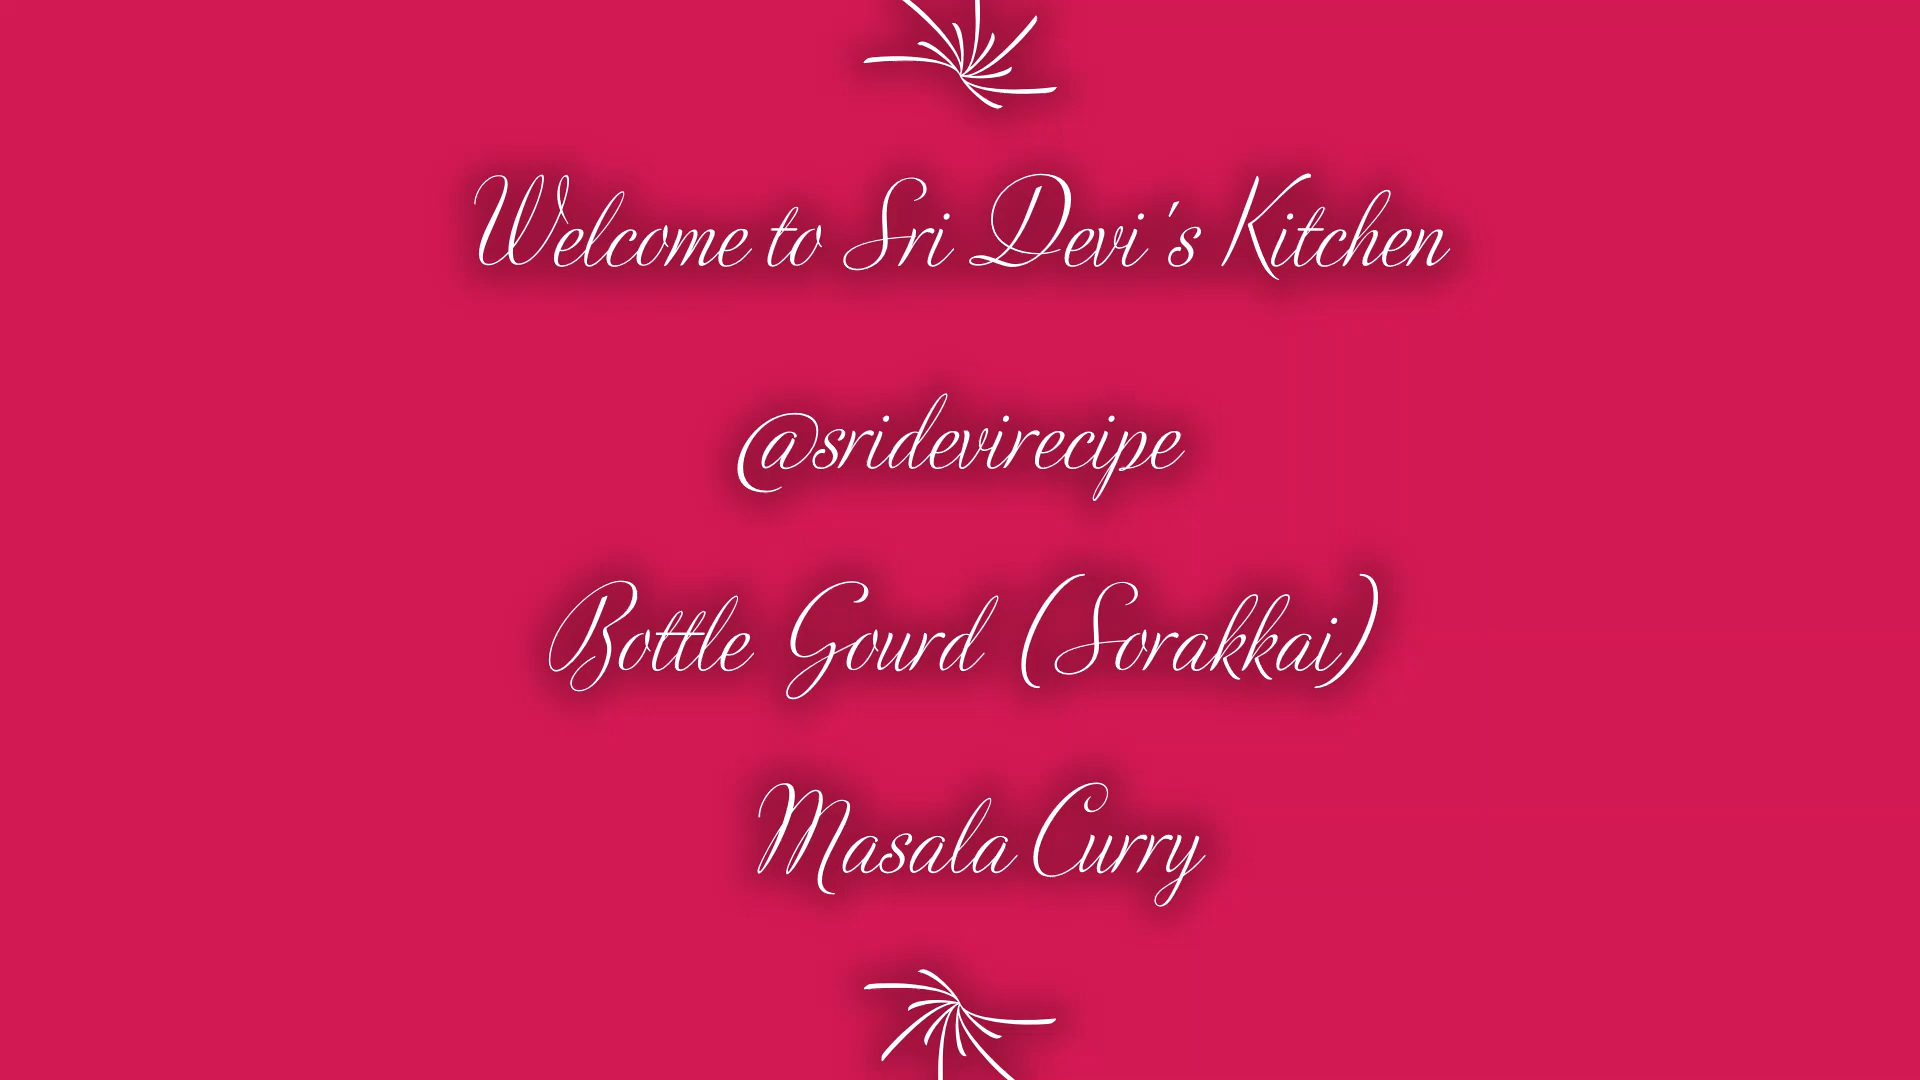 Welcome to Sri Devi's Kitchen
@sridevirecipe
Bottle Gourd (Sorakkai)
Masala Curry